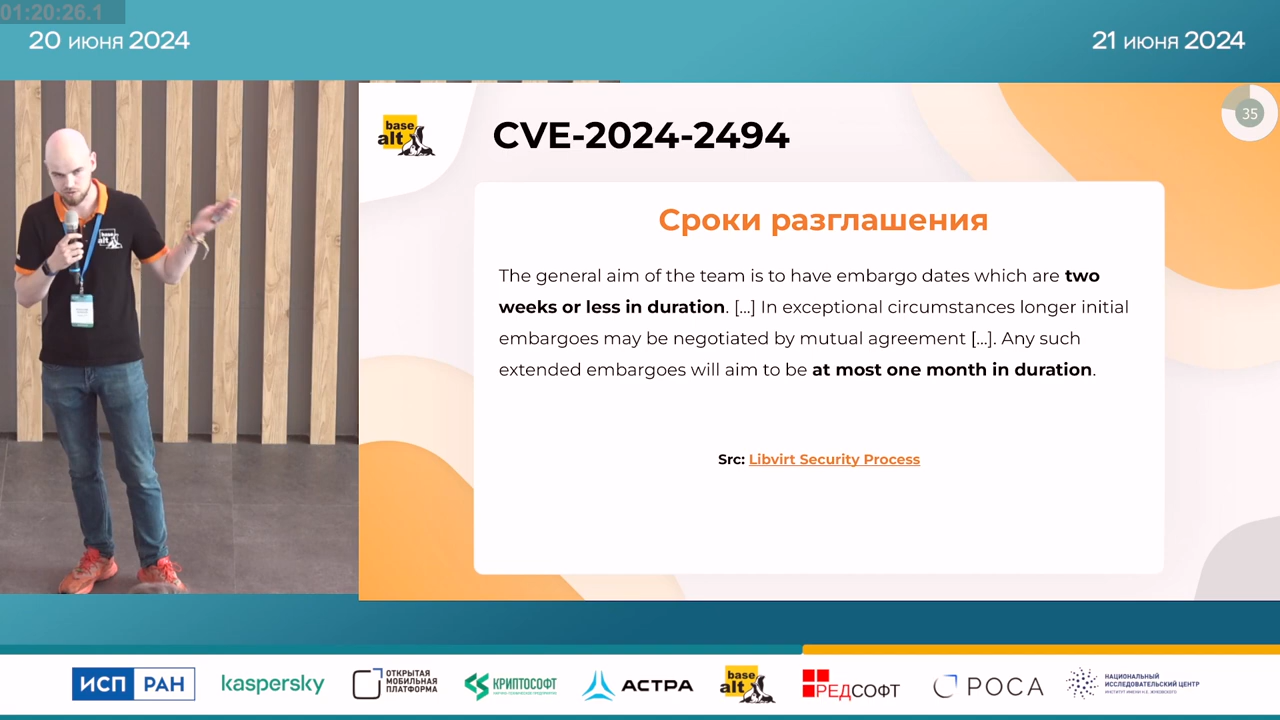 01:20:26.1
20 июня 2024
21 июня 2024
base
alt
CVE-2024-2494
35
Сроки разглашения
The general aim of the team is to have embargo dates which are two
weeks or less in duration. [...] In exceptional circumstances longer initial
embargoes may be negotiated by mutual agreement [...]. Any such
extended embargoes will aim to be at most one month in duration.
Src: Libvirt Security Process
base
alt
ИСП РАН
kaspersky
ОТКРЫТАЯ
МОБИЛЬНАЯ
ПЛАТФОРМА
КРИПТОСОФТ
АСТРА
base
alt
РЕДСОФТ
РОСА
НАЦИОНАЛЬНЫЙ
ИССЛЕДОВАТЕЛЬСКИЙ ЦЕНТР